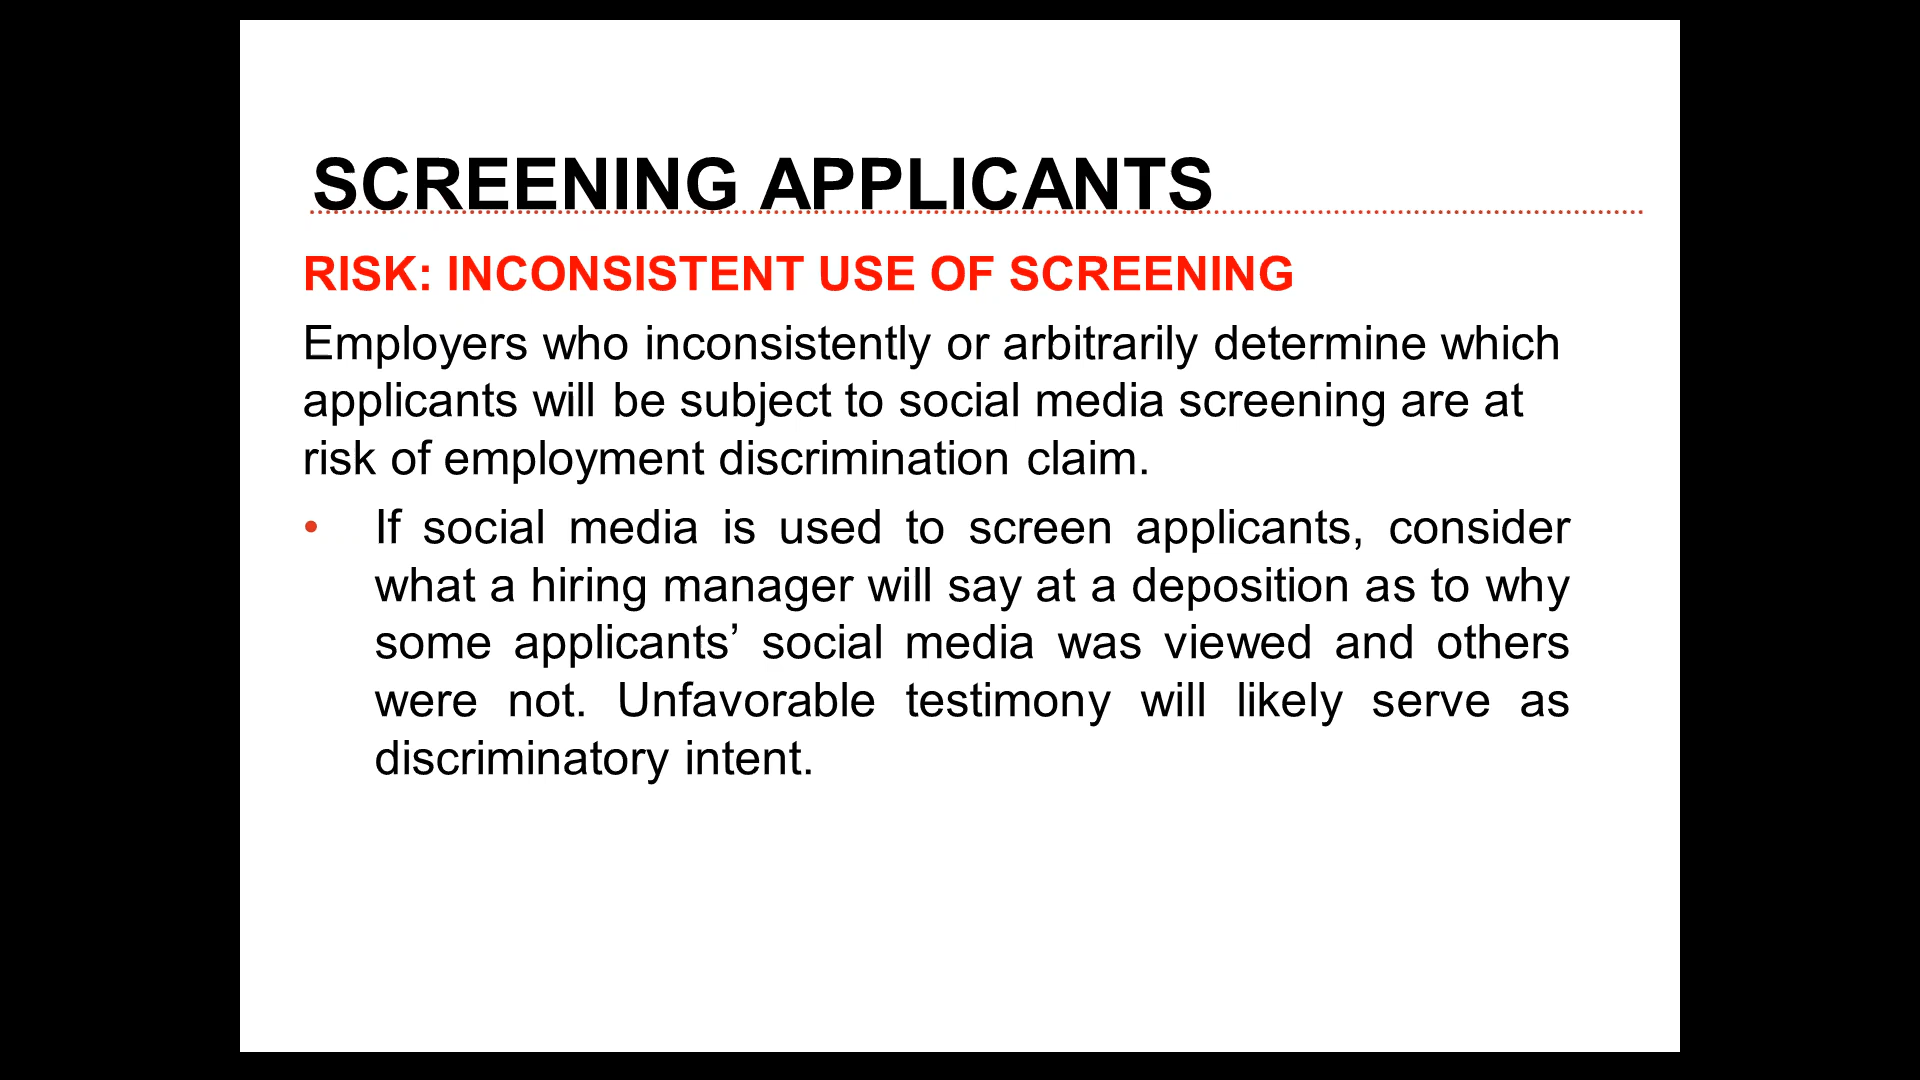 SCREENING APPLICANTS
RISK: INCONSISTENT USE OF SCREENING
Employers who inconsistently or arbitrarily determine which
applicants will be subject to social media screening are at
risk of employment discrimination claim.
• If social media is used to screen applicants, consider
what a hiring manager will say at a deposition as to why
some applicants’ social media was viewed and others
were not. Unfavorable testimony will likely serve as
discriminatory intent.